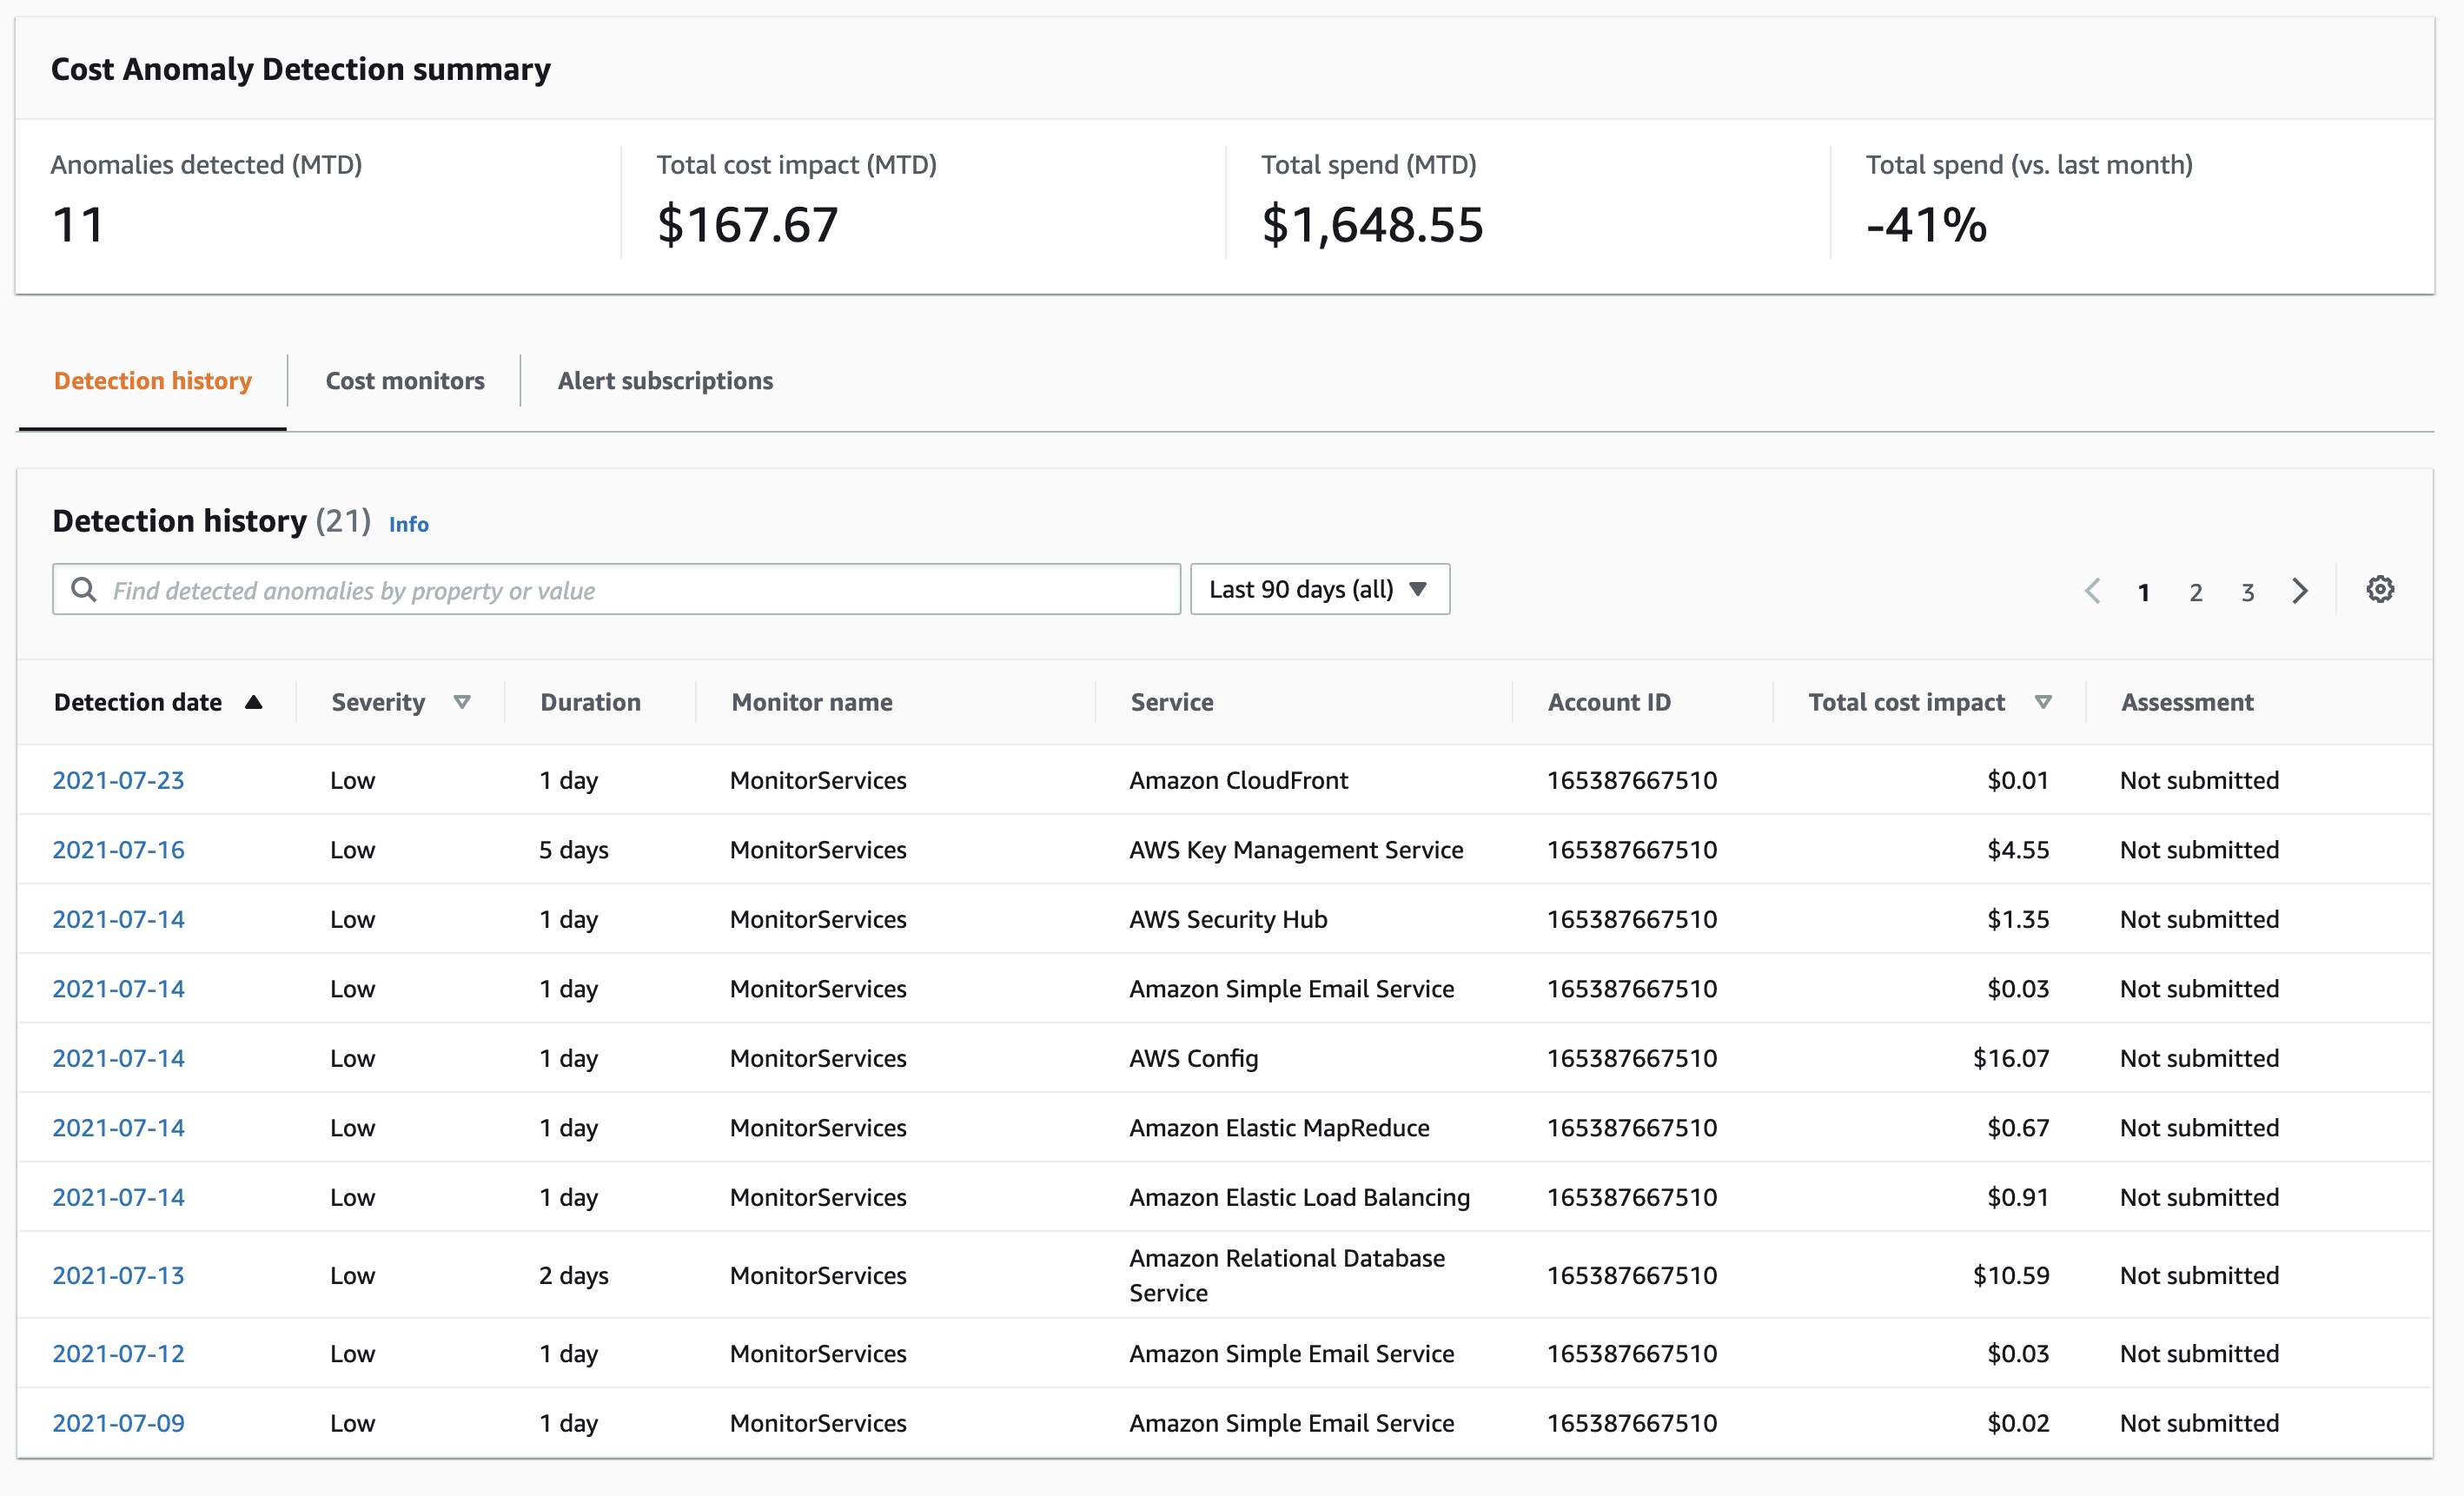 Cost Anomaly Detection summary
Anomalies detected (MTD) Total cost impact (MTD) Total spend (MTD) Total spend (vs. last month)
11 $167.67 $1,648.55 -41%
Detection history Cost monitors Alert subscriptions
Detection history (21) Info
Find detected anomalies by property or value Last 90 days (all) 1 2 3
Detection date Severity Duration Monitor name Service Account ID Total cost impact Assessment
2021-07-23 Low 1 day MonitorServices Amazon CloudFront 165387667510 $0.01 Not submitted
2021-07-16 Low 5 days MonitorServices AWS Key Management Service 165387667510 $4.55 Not submitted
2021-07-14 Low 1 day MonitorServices AWS Security Hub 165387667510 $1.35 Not submitted
2021-07-14 Low 1 day MonitorServices Amazon Simple Email Service 165387667510 $0.03 Not submitted
2021-07-14 Low 1 day MonitorServices AWS Config 165387667510 $16.07 Not submitted
2021-07-14 Low 1 day MonitorServices Amazon Elastic MapReduce 165387667510 $0.67 Not submitted
2021-07-14 Low 1 day MonitorServices Amazon Elastic Load Balancing 165387667510 $0.91 Not submitted
2021-07-13 Low 2 days MonitorServices Amazon Relational Database
Service 165387667510 $10.59 Not submitted
2021-07-12 Low 1 day MonitorServices Amazon Simple Email Service 165387667510 $0.03 Not submitted
2021-07-09 Low 1 day MonitorServices Amazon Simple Email Service 165387667510 $0.02 Not submitted